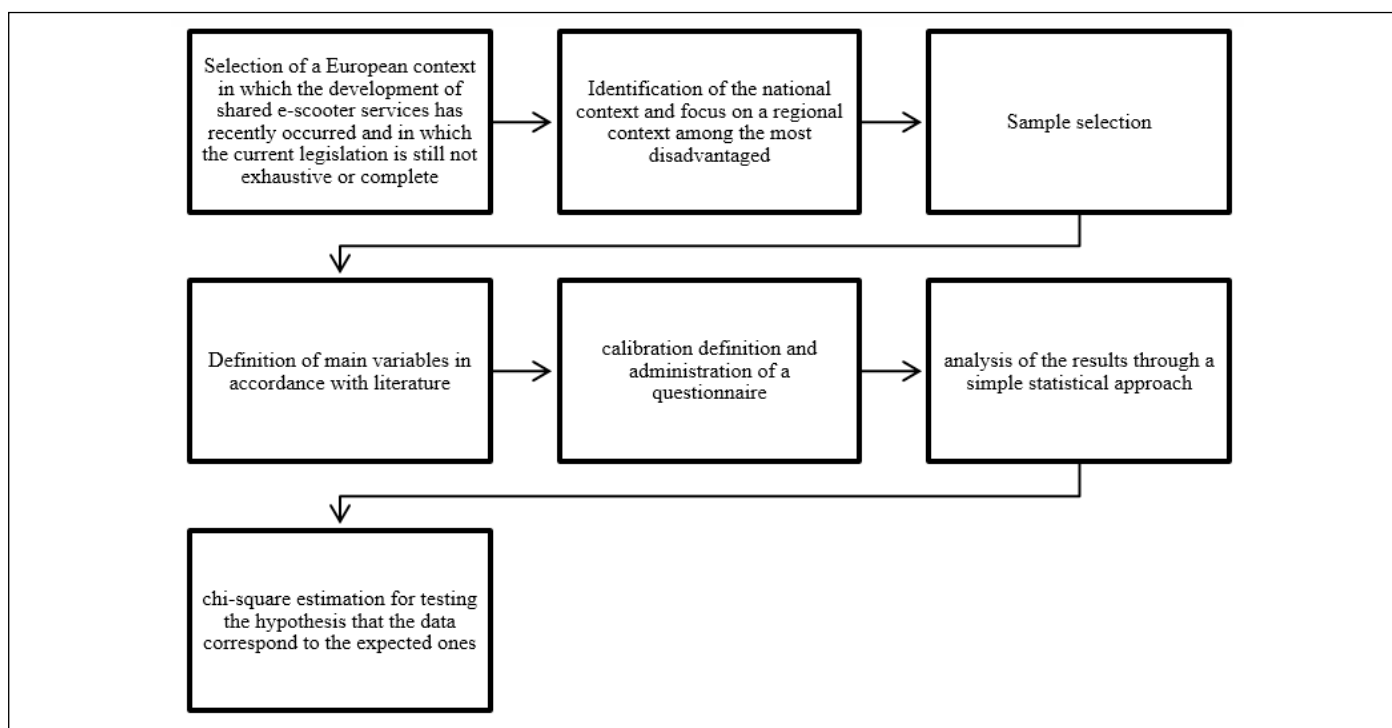 Selection of a European context
in which the development of
shared e-scooter services has
recently occurred and in which
the current legislation is still not
exhaustive or complete
Identification of the national
context and focus on a regional
context among the most
disadvantaged
Sample selection
Definition of main variables in
accordance with literature
calibration definition and
administration of a
questionnaire
analysis of the results through a
simple statistical approach
chi-square estimation for testing
the hypothesis that the data
correspond to the expected ones